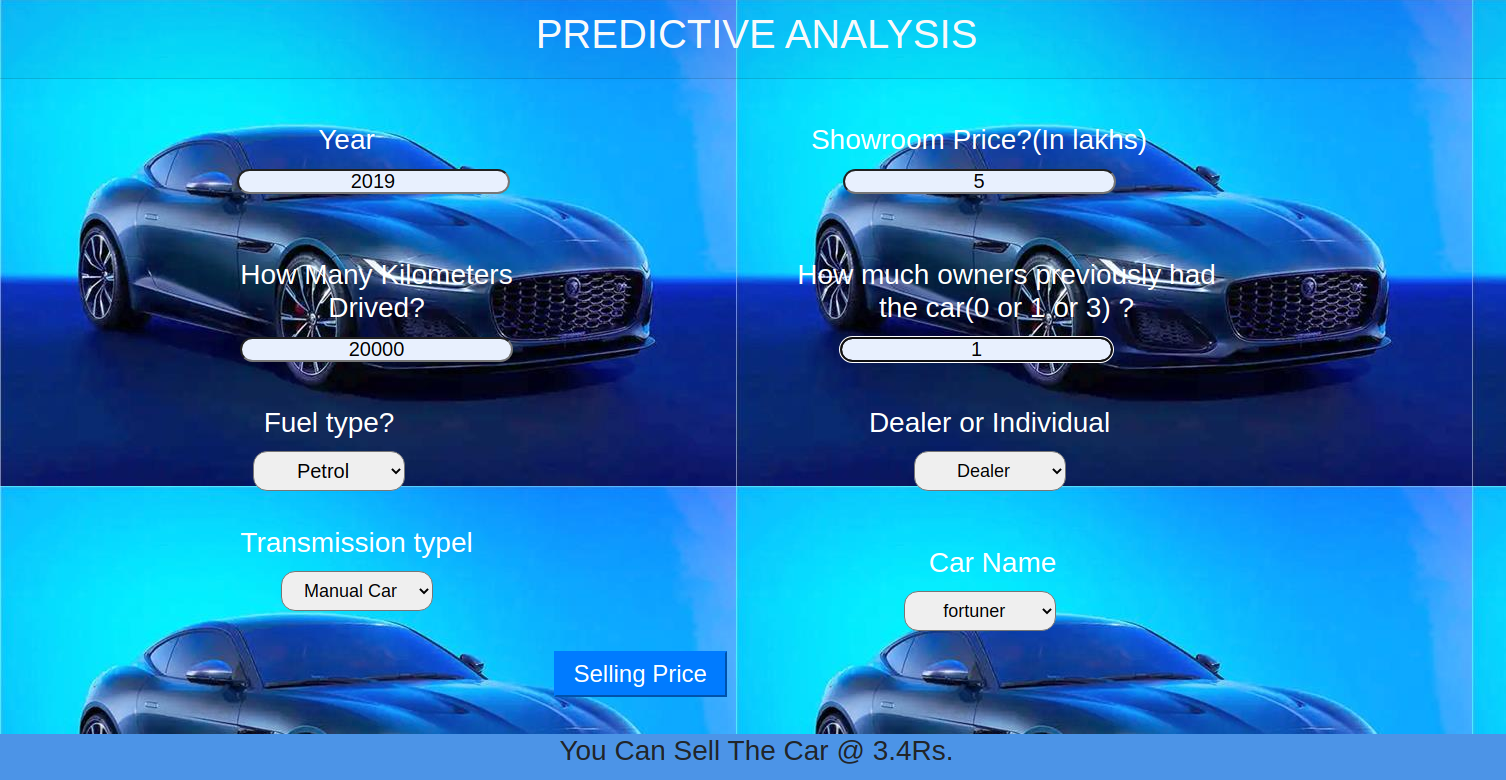 PREDICTIVE ANALYSIS
Year
Showroom Price?(In lakhs)
2019
5
How Many Kilometers
Drived?
How much owners previously had
the car(0 or 1 or 3) ?
20000
1
Fuel type?
Dealer or Individual
Petrol
Dealer
Transmission typel
Car Name
Manual Car
fortuner
Selling Price
You Can Sell The Car @ 3.4Rs.